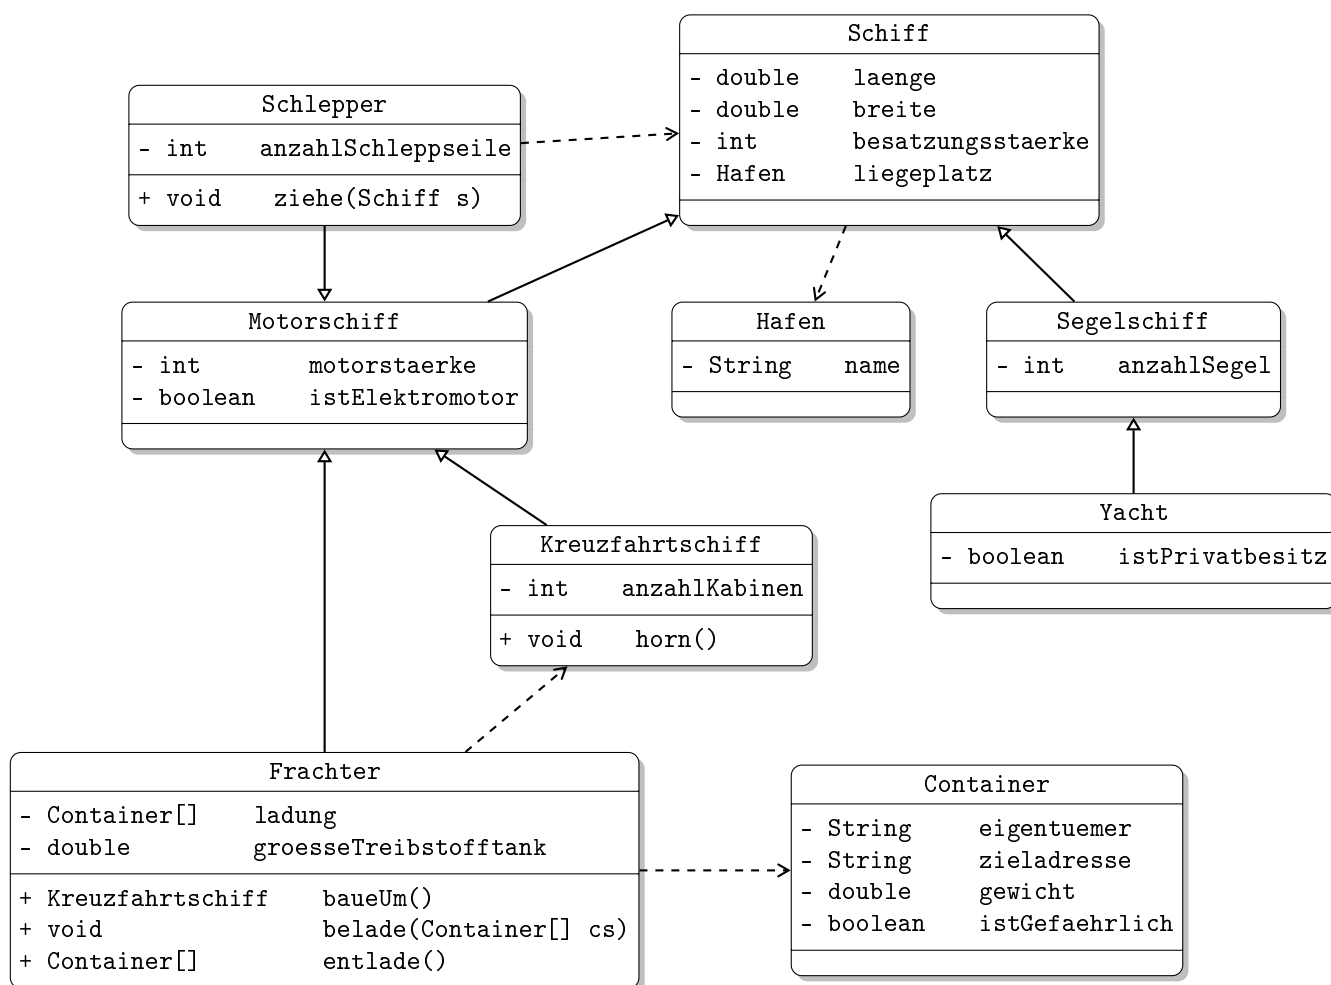 Schiff
- double laenge
- double breite
- int besatzungsstaerke
- Hafen liegeplatz
Schlepper
- int anzahlSchleppseile
+ void ziehe(Schiff s)
Motorschiff
- int motorstaerke
- boolean istElektromotor
Hafen
- String name
Segelschiff
- int anzahlSegel
Yacht
- boolean istPrivatbesitz
Kreuzfahrtschiff
- int anzahlKabinen
+ void horn()
Frachter
- Container[] ladung
- double groesseTreibstofftank
+ Kreuzfahrtschiff baueUm()
+ void belade(Container[] cs)
+ Container[] entlade()
Container
- String eigentuemer
- String zieladresse
- double gewicht
- boolean istGefaehrlich